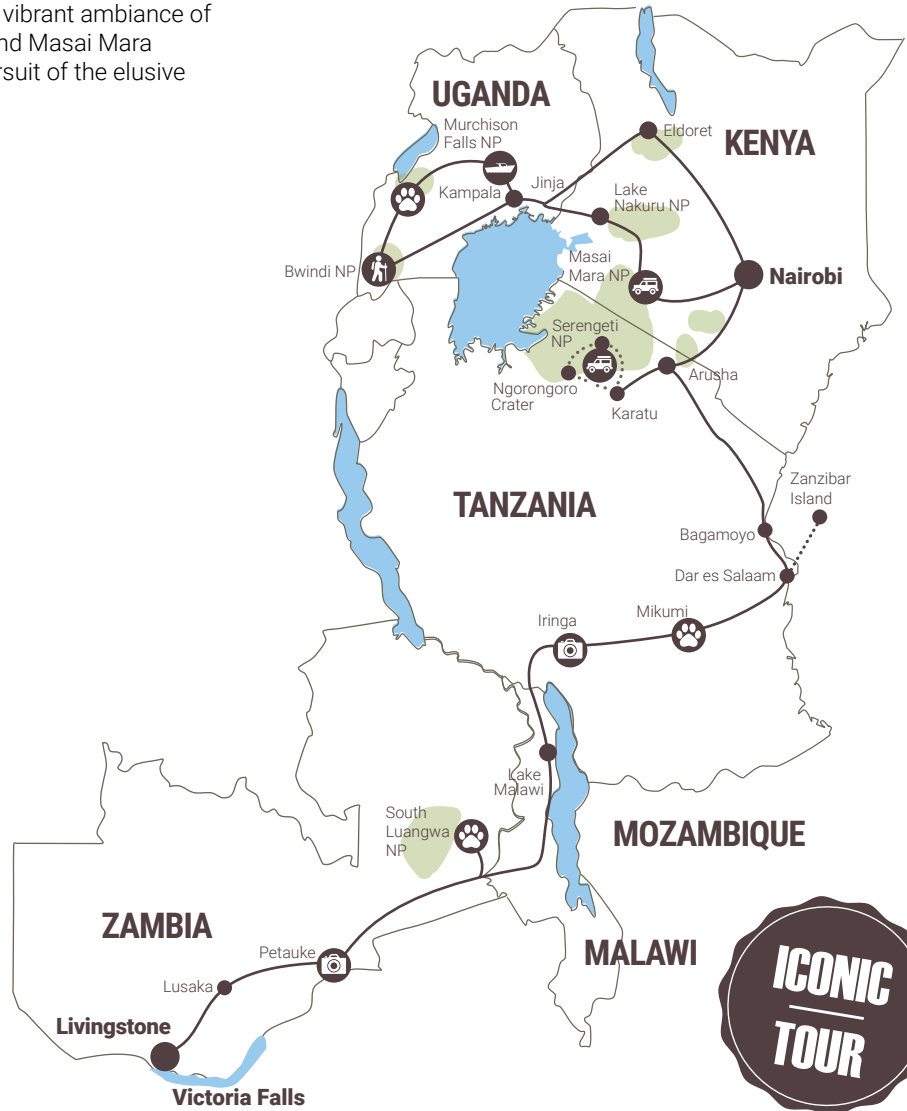 vibrant ambiance of
nd Masai Mara
rsuit of the elusive
UGANDA
Murchison
Falls NP
Eldoret
KENYA
Kampala
Jinja
Lake
Nakuru NP
Bwindi NP
Masai
Mara NP
Nairobi
Serengeti
NP
Ngorongoro
Crater
Arusha
Karatu
TANZANIA
Zanzibar
Island
Bagamoyo
Dar es Salaam
Mikumi
Iringa
Lake
Malawi
South
Luangwa
NP
MOZAMBIQUE
ZAMBIA
MALAWI
Petauke
Lusaka
Livingstone
Victoria Falls
ICONIC
TOUR